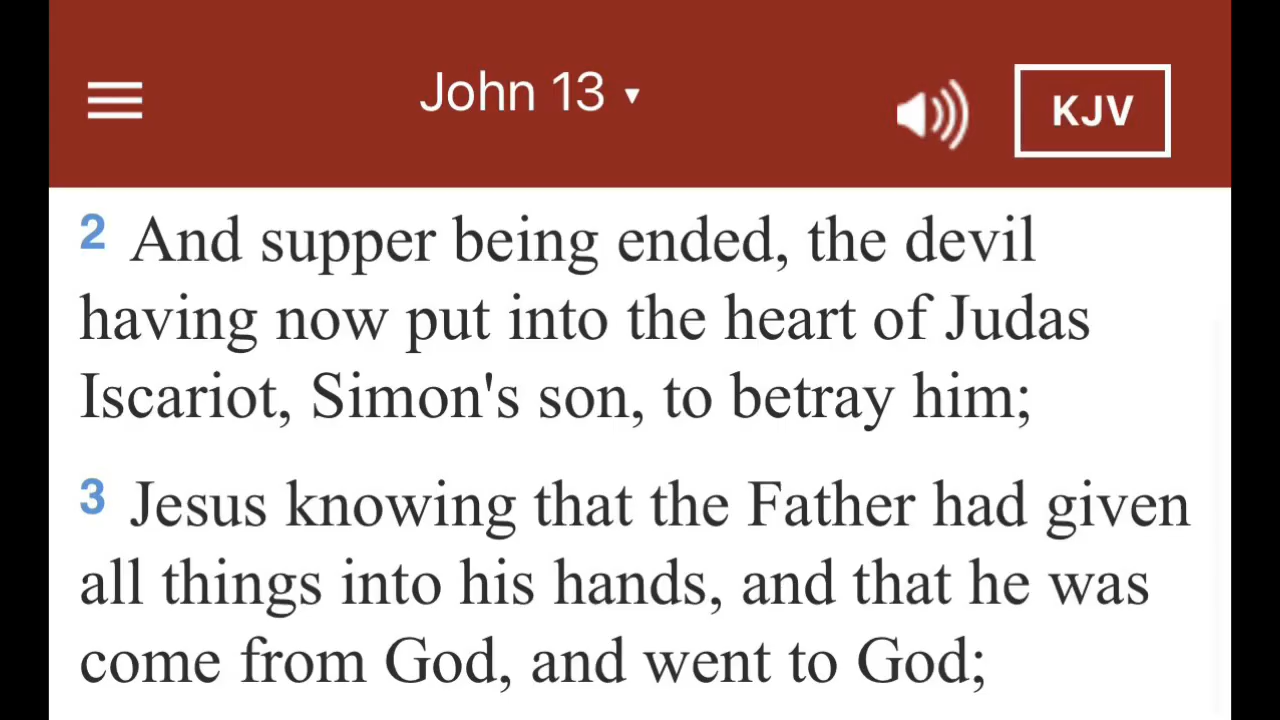 John 13 ▾
KJV
2 And supper being ended, the devil
having now put into the heart of Judas
Iscariot, Simon's son, to betray him;
3 Jesus knowing that the Father had given
all things into his hands, and that he was
come from God, and went to God;